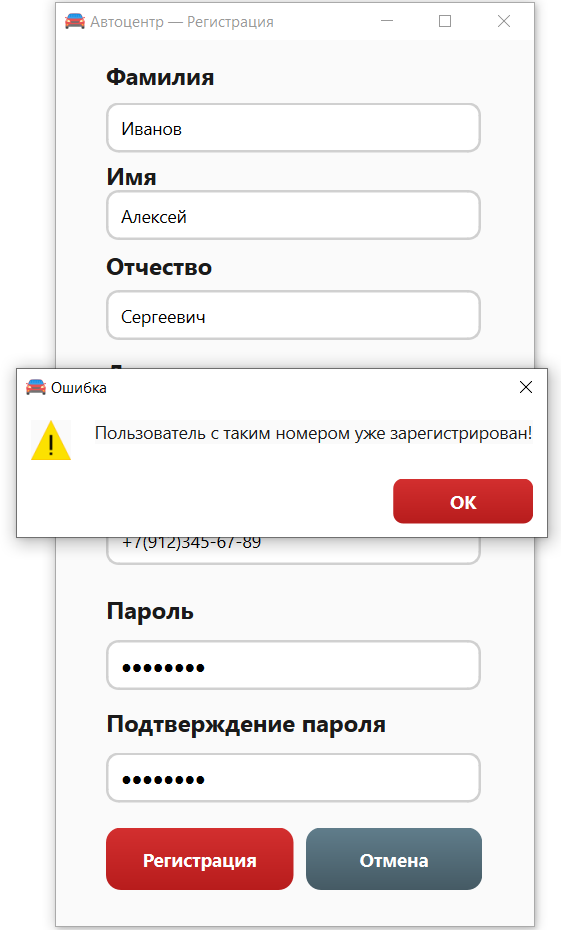 Автоцентр — Регистрация
Фамилия
Иванов
Имя
Алексей
Отчество
Сергеевич
Ошибка
Пользователь с таким номером уже зарегистрирован!
ОК
+7(912)345-67-89
Пароль
●●●●●●●●
Подтверждение пароля
●●●●●●●●
Регистрация
Отмена